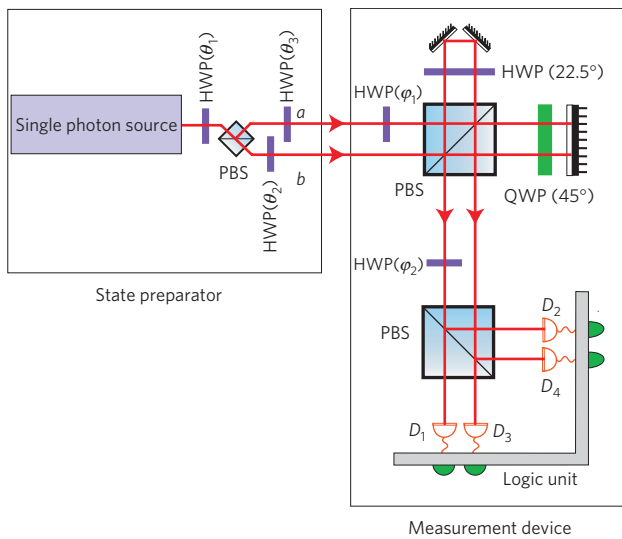 HWP(θ₁)
HWP(θ₃)
HWP (22.5°)
HWP(φ₁)
a
Single photon source
b
PBS
HWP(θ₂)
PBS
QWP (45°)
HWP(φ₂)
State preparator
D₂
PBS
D₄
D₁
D₃
Logic unit
Measurement device